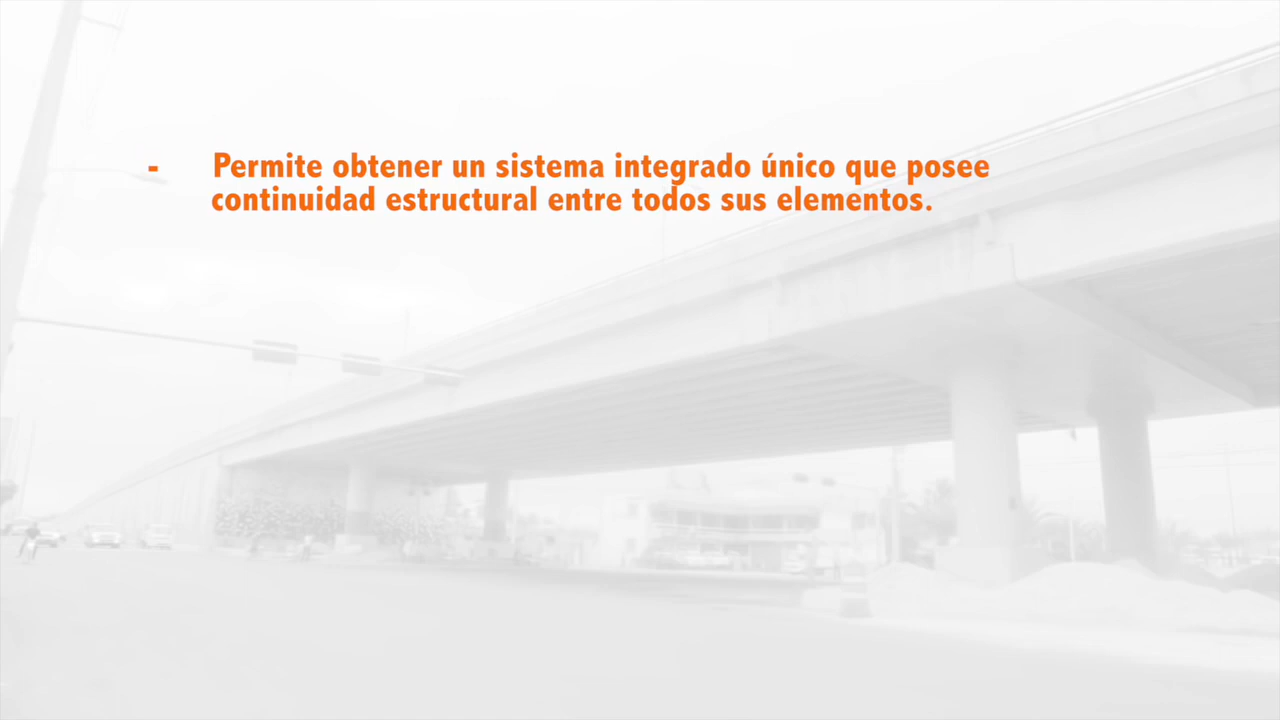 - Permite obtener un sistema integrado único que posee
continuidad estructural entre todos sus elementos.